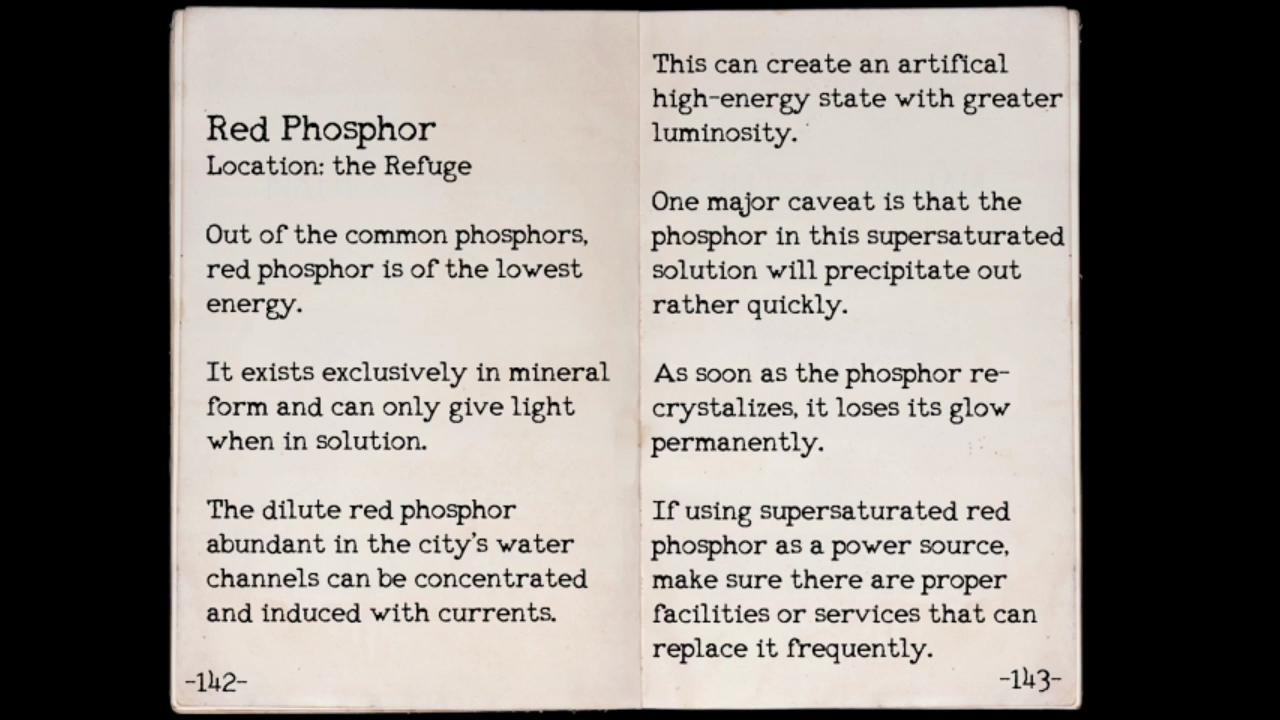 Red Phosphor
Location: the Refuge
Out of the common phosphors,
red phosphor is of the lowest
energy.
It exists exclusively in mineral
form and can only give light
when in solution.
The dilute red phosphor
abundant in the city's water
channels can be concentrated
and induced with currents.
-142-
This can create an artifical
high-energy state with greater
luminosity.
One major caveat is that the
phosphor in this supersaturated
solution will precipitate out
rather quickly.
As soon as the phosphor re-
crystalizes, it loses its glow
permanently.
If using supersaturated red
phosphor as a power source,
make sure there are proper
facilities or services that can
replace it frequently.
-143-